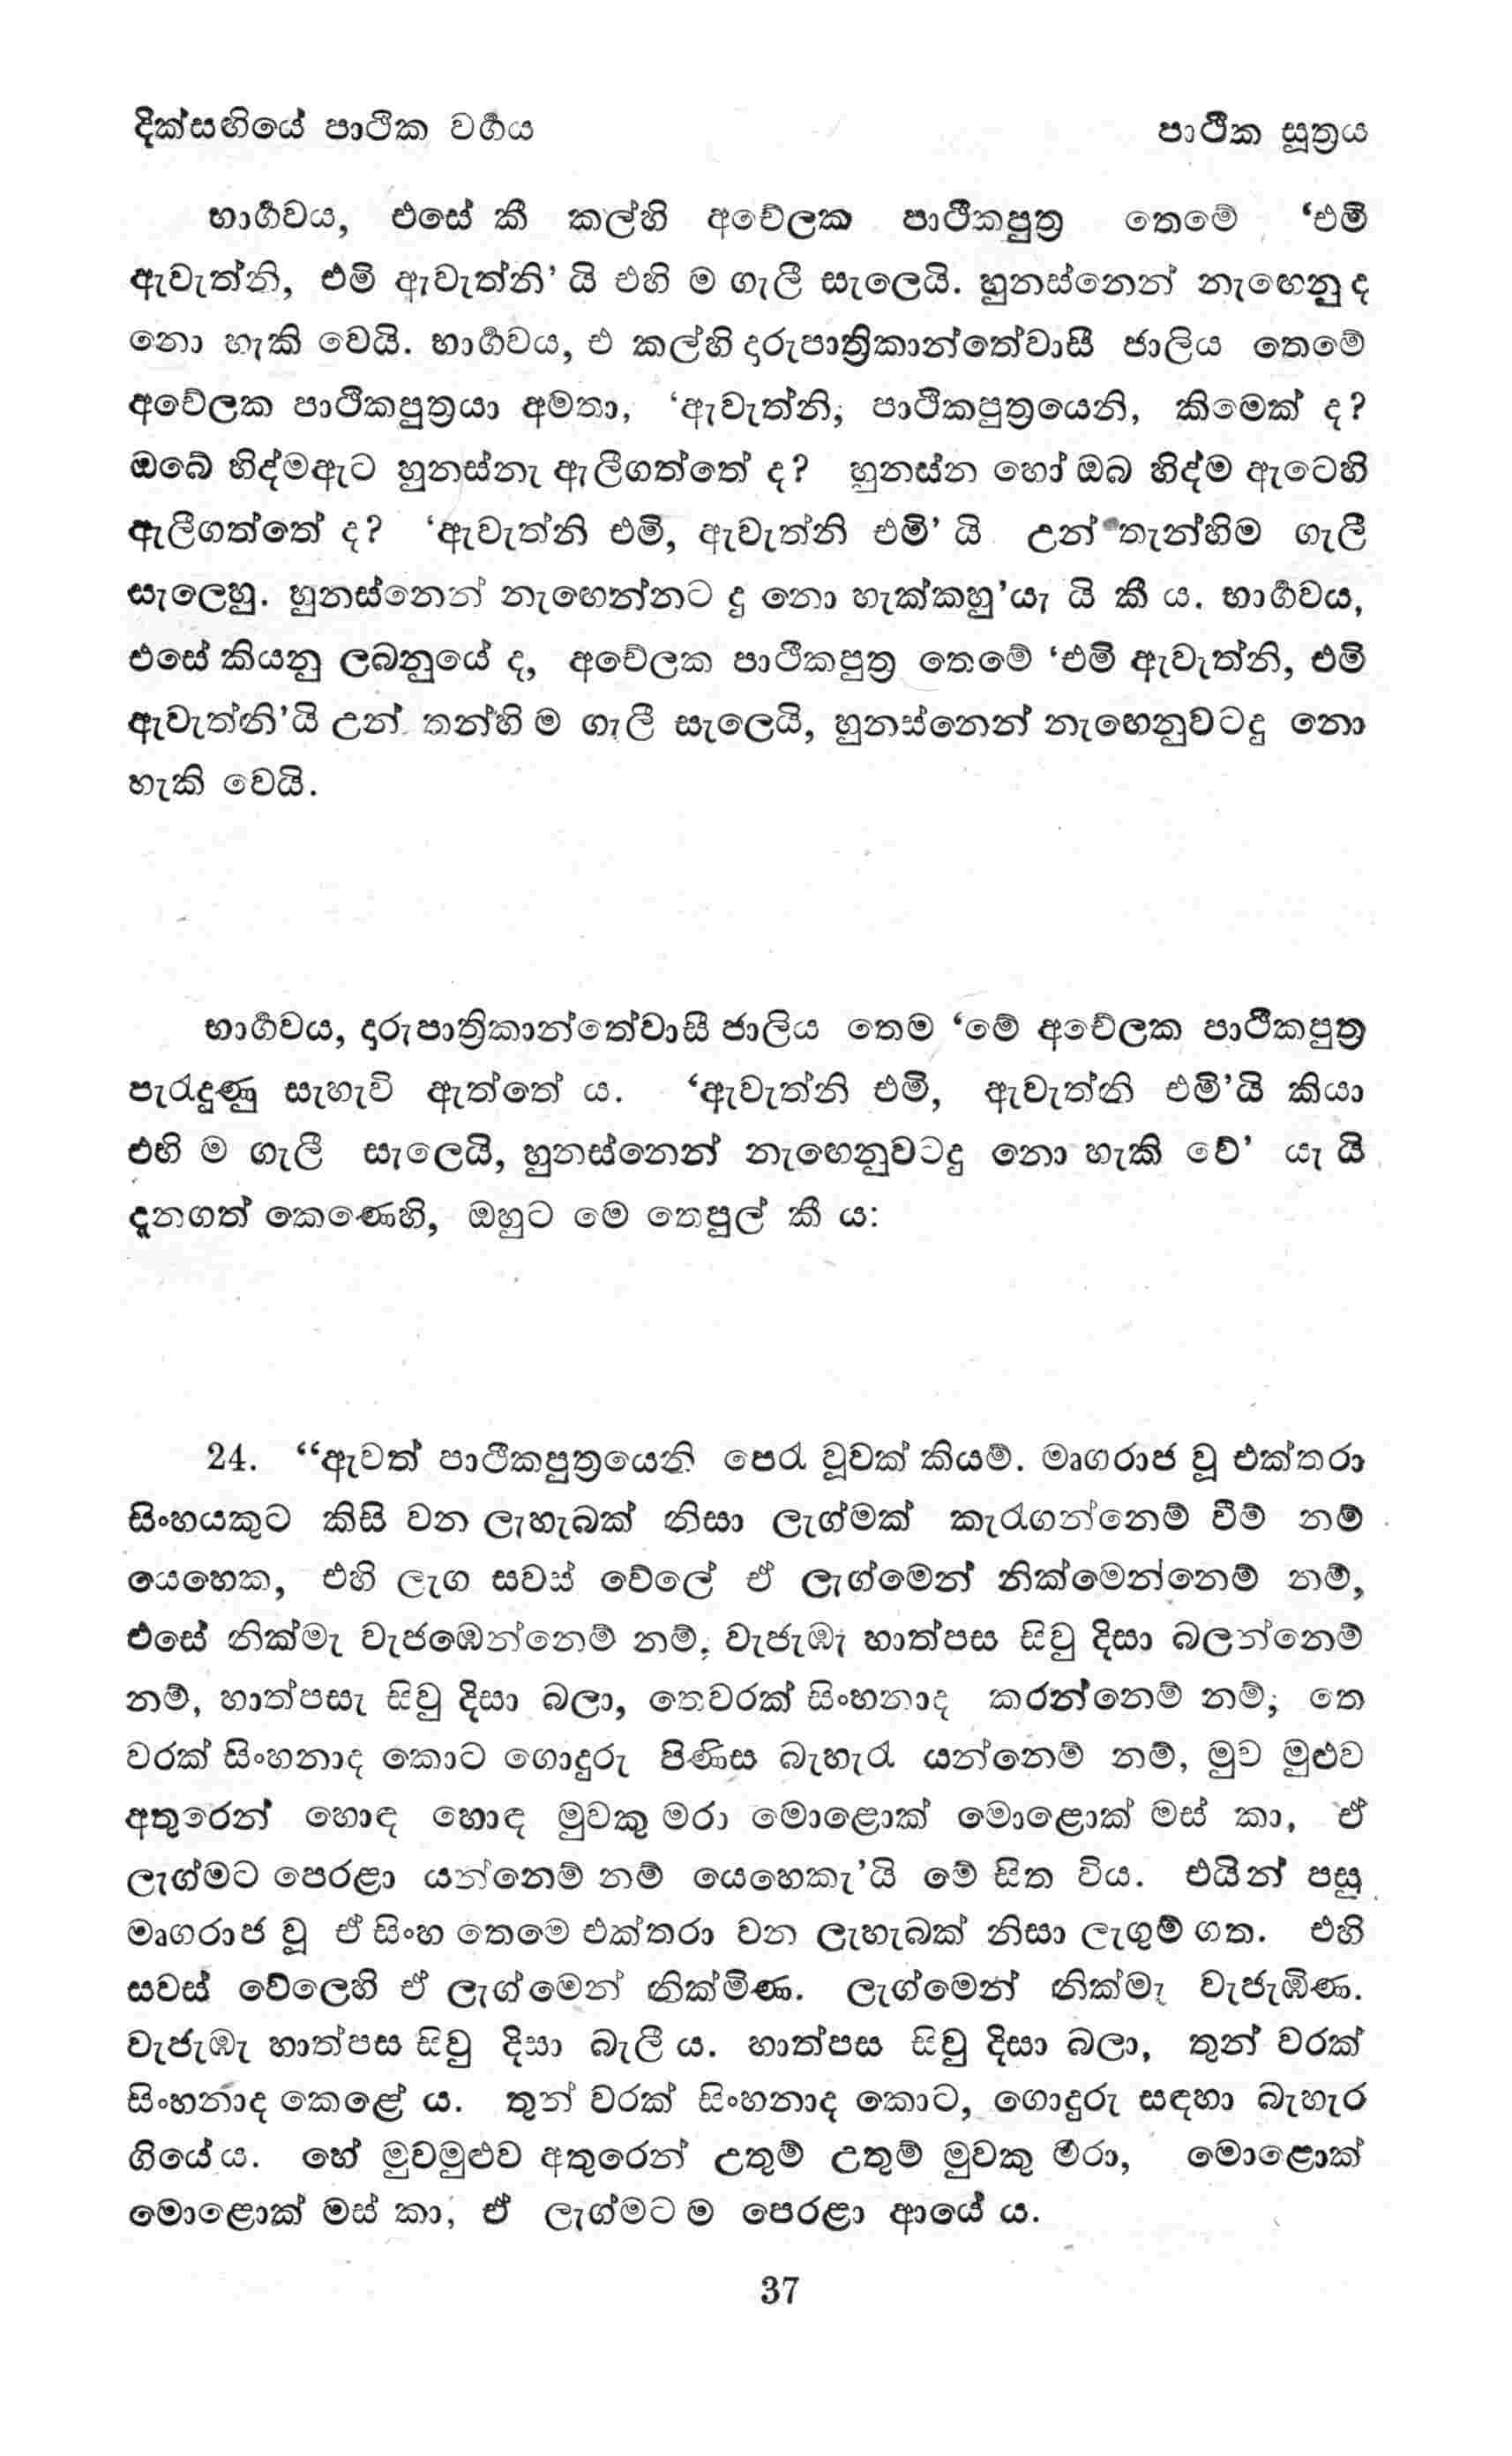 දික්සඟියේ පාථික වර්‍ගය
පාථික සූත්‍රය
භාර්‍ගවය, එසේ කී කල්හි අචේලක පාථිකපුත්‍ර තෙමේ ‘එමි
ඇවැත්නි, එමි ඇවැත්නි’ යි එහි ම ගැලී සැලෙයි. හුනස්නෙන් නැඟෙනු ද
නො හැකි වෙයි. භාර්‍ගවය, එ කල්හි දාරුපාත්‍රිකාන්තේවාසී ජාලිය තෙමේ
අචේලක පාථිකපුත්‍රයා අමතා, ‘ඇවැත්නි, පාථිකපුත්‍රයෙනි, කිමෙක් ද?
ඔබේ හිද්මඇට හුනස්නැ ඇලීගත්තේ ද? හුනස්න හෝ ඔබ හිද්ම ඇටෙහි
ඇලීගත්තේ ද? ‘ඇවැත්නි එමි, ඇවැත්නි එමි’ යි උන් තැන්හිම ගැලී
සැලෙහු. හුනස්නෙන් නැඟෙන්නට දු නො හැක්කහු’යැ යි කී ය. භාර්‍ගවය,
එසේ කියනු ලබනුයේ ද, අචේලක පාථිකපුත්‍ර තෙමේ ‘එමි ඇවැත්නි, එමි
ඇවැත්නි’යි උන් තන්හි ම ගැලී සැලෙයි, හුනස්නෙන් නැඟෙනුවටදු නො
හැකි වෙයි.
භාර්‍ගවය, දාරුපාත්‍රිකාන්තේවාසී ජාලිය තෙම ‘මේ අචේලක පාථිකපුත්‍ර
පැරදුණු සැහැවි ඇත්තේ ය. ‘ඇවැත්නි එමි, ඇවැත්නි එමි’යි කියා
එහි ම ගැලී සැලෙයි, හුනස්නෙන් නැඟෙනුවටදු නො හැකි වේ’ යැ යි
දැනගත් කෙණෙහි, ඔහුට මෙ තෙපුල් කී ය:
24. “ඇවත් පාථිකපුත්‍රයෙනි පෙර වූවක් කියම්. මෘගරාජ වූ එක්තරා
සිංහයකුට කිසි වන ලැහැබක් නිසා ලැග්මක් කැරගන්නෙම් වීම් නම්
යෙහෙක, එහි ලැග සවස් වේලේ ඒ ලැග්මෙන් නික්මෙන්නෙම් නම්,
එසේ නික්මැ වැජඹෙන්නෙම් නම්, වැජැඹැ හාත්පස සිවු දිසා බලන්නෙම්
නම්, හාත්පසැ සිවු දිසා බලා, තෙවරක් සිංහනාද කරන්නෙම් නම්, තෙ
වරක් සිංහනාද කොට ගොදුරු පිණිස බැහැර යන්නෙම් නම්, මුව මුළුව
අතුරෙන් හොඳ හොඳ මුවකු මරා මොළොක් මොළොක් මස් කා, ඒ
ලැග්මට පෙරළා යන්නෙම් නම් යෙහෙකැ’යි මේ සිත විය. එයින් පසු
මෘගරාජ වූ ඒ සිංහ තෙමෙ එක්තරා වන ලැහැබක් නිසා ලැගුම් ගත. එහි
සවස් වේලෙහි ඒ ලැග්මෙන් නික්මිණ. ලැග්මෙන් නික්මැ වැජැඹිණ.
වැජැඹැ හාත්පස සිවු දිසා බැලී ය. හාත්පස සිවු දිසා බලා, තුන් වරක්
සිංහනාද කෙළේ ය. තුන් වරක් සිංහනාද කොට, ගොදුරු සඳහා බැහැර
ගියේ ය. හේ මුවමුළුව අතුරෙන් උතුම් උතුම් මුවකු මරා, මොළොක්
මොළොක් මස් කා, ඒ ලැග්මට ම පෙරළා ආයේ ය.
37